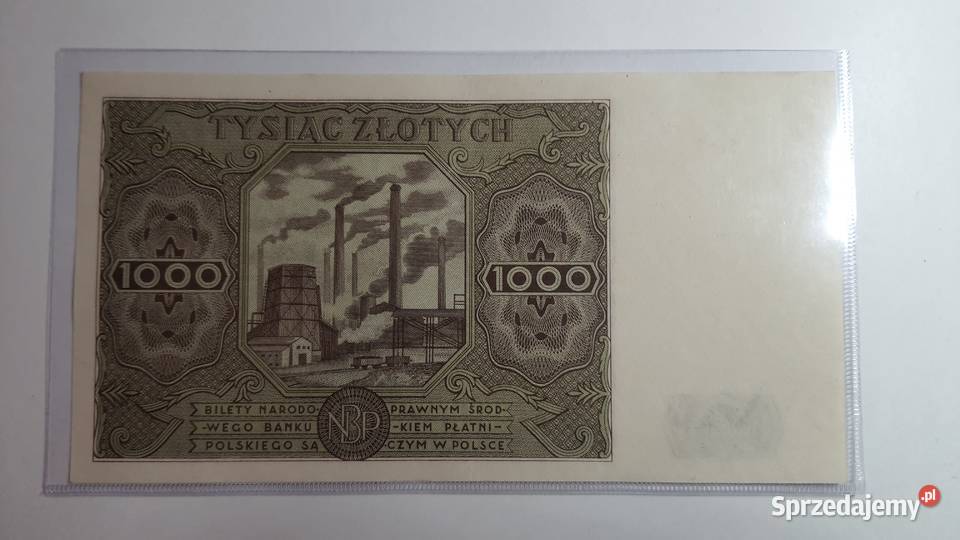 TYSIĄC ZŁOTYCH
1000 1000
BILETY NARODO- PRAWNYM ŚROD-
WEGO BANKU NBP -KIEM PŁATNI-
POLSKIEGO SĄ CZYM W POLSCE
Sprzedajemy.pl